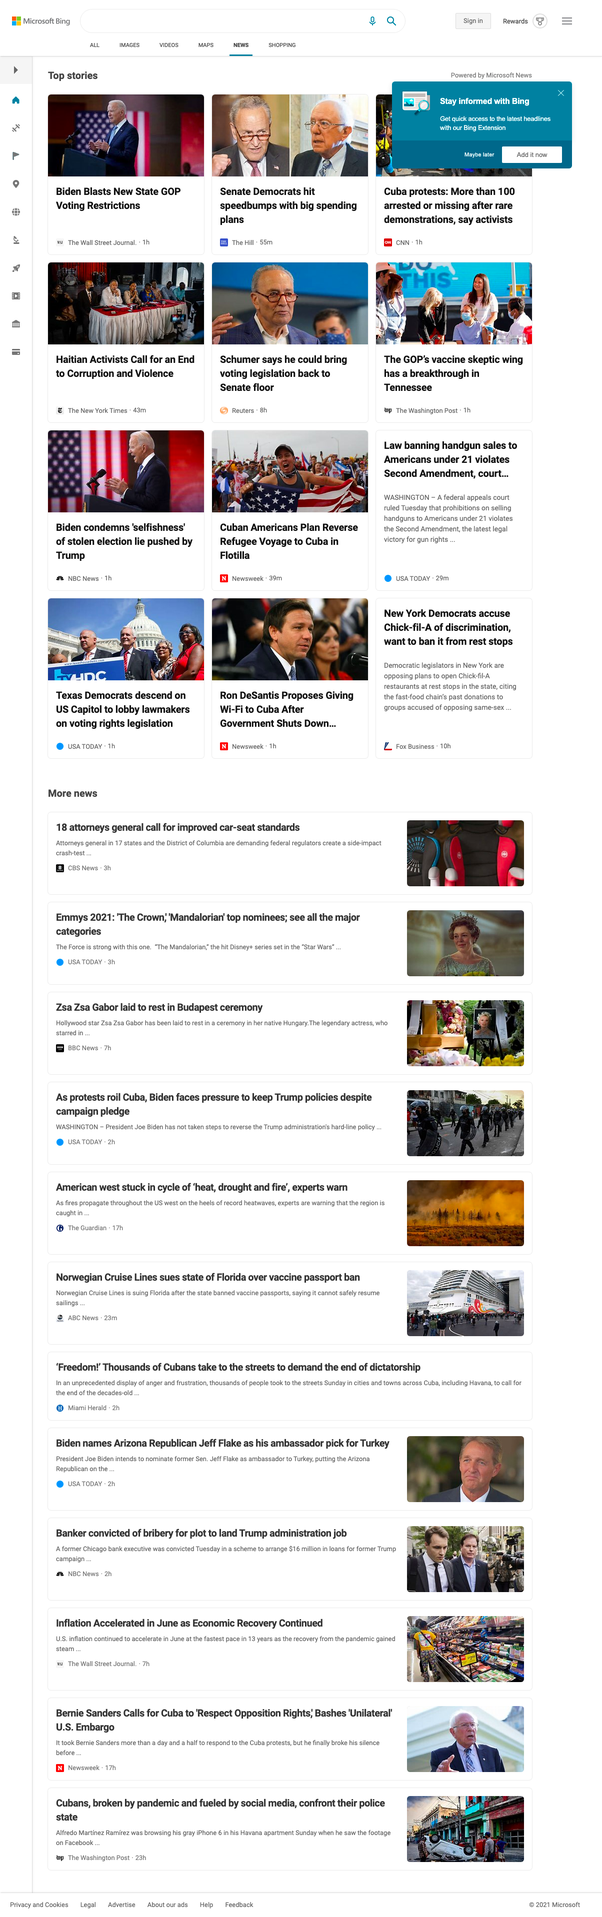 Microsoft Bing
Sign in
Rewards
ALL IMAGES VIDEOS MAPS NEWS SHOPPING
Top stories
Powered by Microsoft News
Stay informed with Bing
Get quick access to the latest headlines
with our Bing Extension
Maybe later
Add it now
Biden Blasts New State GOP
Voting Restrictions
The Wall Street Journal. · 1h
Senate Democrats hit
speedbumps with big spending
plans
The Hill · 55m
Cuba protests: More than 100
arrested or missing after rare
demonstrations, say activists
CNN · 1h
Haitian Activists Call for an End
to Corruption and Violence
The New York Times · 43m
Schumer says he could bring
voting legislation back to
Senate floor
Reuters · 8h
The GOP's vaccine skeptic wing
has a breakthrough in
Tennessee
The Washington Post · 1h
Biden condemns 'selfishness'
of stolen election lie pushed by
Trump
NBC News · 1h
Cuban Americans Plan Reverse
Refugee Voyage to Cuba in
Flotilla
Newsweek · 39m
Law banning handgun sales to
Americans under 21 violates
Second Amendment, court...
WASHINGTON – A federal appeals court
ruled Tuesday that prohibitions on selling
handguns to Americans under 21 violates
the Second Amendment, the latest legal
victory for gun rights ...
USA TODAY · 29m
Texas Democrats descend on
US Capitol to lobby lawmakers
on voting rights legislation
USA TODAY · 1h
Ron DeSantis Proposes Giving
Wi-Fi to Cuba After
Government Shuts Down...
Newsweek · 1h
New York Democrats accuse
Chick-fil-A of discrimination,
want to ban it from rest stops
Democratic legislators in New York are
opposing plans to open Chick-fil-A
restaurants at rest stops in the state, citing
the fast-food chain's past donations to
groups accused of opposing same-sex ...
Fox Business · 10h
More news
18 attorneys general call for improved car-seat standards
Attorneys general in 17 states and the District of Columbia are demanding federal regulators create a side-impact
crash-test ...
CBS News · 3h
Emmys 2021: 'The Crown,' 'Mandalorian' top nominees; see all the major
categories
The Force is strong with this one. "The Mandalorian," the hit Disney+ series set in the "Star Wars" ...
USA TODAY · 3h
Zsa Zsa Gabor laid to rest in Budapest ceremony
Hollywood star Zsa Zsa Gabor has been laid to rest in a ceremony in her native Hungary.The legendary actress, who
starred in ...
BBC News · 7h
As protests roil Cuba, Biden faces pressure to keep Trump policies despite
campaign pledge
WASHINGTON – President Joe Biden has not taken steps to reverse the Trump administration's hard-line policy ...
USA TODAY · 2h
American west stuck in cycle of 'heat, drought and fire', experts warn
As fires propagate throughout the US west on the heels of record heatwaves, experts are warning that the region is
caught in ...
The Guardian · 17h
Norwegian Cruise Lines sues state of Florida over vaccine passport ban
Norwegian Cruise Line is suing Florida after the state banned vaccine passports, saying it cannot safely resume
sailings ...
ABC News · 23m
'Freedom!' Thousands of Cubans take to the streets to demand the end of dictatorship
In an unprecedented display of anger and frustration, thousands of people took to the streets Sunday in cities and towns across Cuba, including Havana, to call for
the end of the decades-old ...
Miami Herald · 2h
Biden names Arizona Republican Jeff Flake as his ambassador pick for Turkey
President Joe Biden intends to nominate former Sen. Jeff Flake as ambassador to Turkey, putting the Arizona
Republican on the ...
USA TODAY · 2h
Banker convicted of bribery for plot to land Trump administration job
A former Chicago bank executive was convicted Tuesday in a scheme to arrange $16 million in loans for former Trump
campaign ...
NBC News · 2h
Inflation Accelerated in June as Economic Recovery Continued
U.S. inflation continued to accelerate in June at the fastest pace in 13 years as the recovery from the pandemic gained
steam ...
The Wall Street Journal. · 7h
Bernie Sanders Calls for Cuba to 'Respect Opposition Rights,' Bashes 'Unilateral'
U.S. Embargo
It took Bernie Sanders more than a day and a half to respond to the Cuba protests, but he finally broke his silence
before ...
Newsweek · 17h
Cubans, broken by pandemic and fueled by social media, confront their police
state
Alfredo Martínez Ramírez was browsing his gray iPhone 6 in his Havana apartment Sunday when he saw the footage
on Facebook ...
The Washington Post · 23h
Privacy and Cookies Legal Advertise About our ads Help Feedback
© 2021 Microsoft